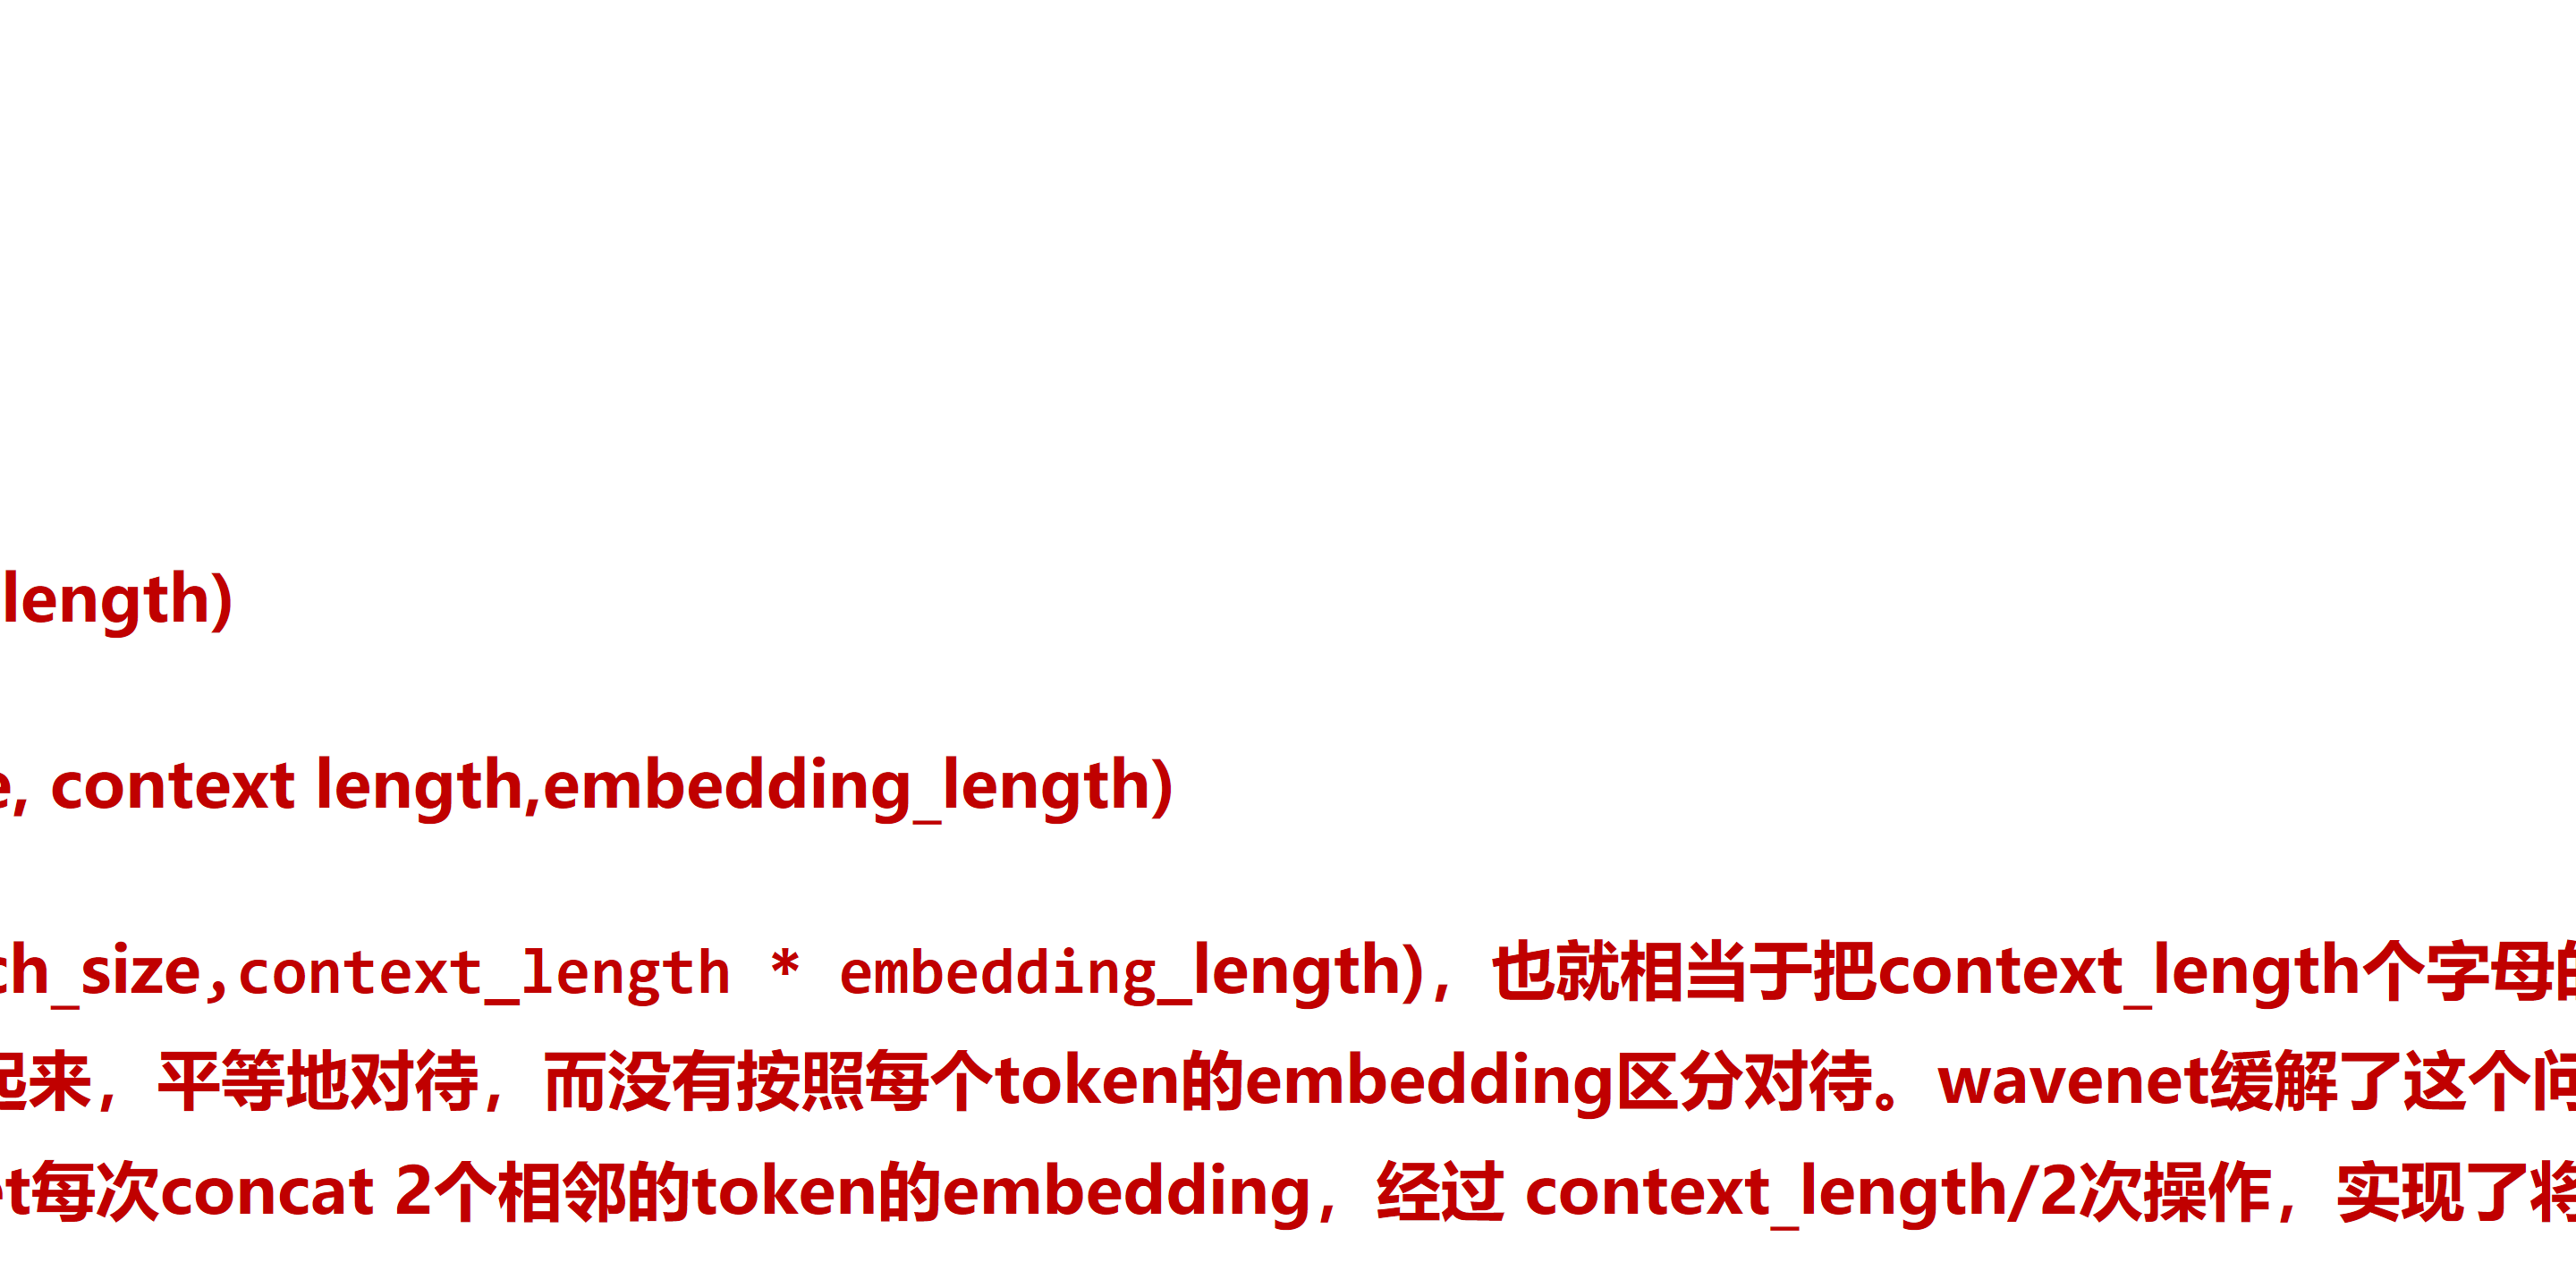 length)
e, context length,embedding_length)
ch_size,context_length * embedding_length)，也就相当于把context_length个字母的
起来，平等地对待，而没有按照每个token的embedding区分对待。wavenet缓解了这个问
et每次concat 2个相邻的token的embedding，经过 context_length/2次操作，实现了将